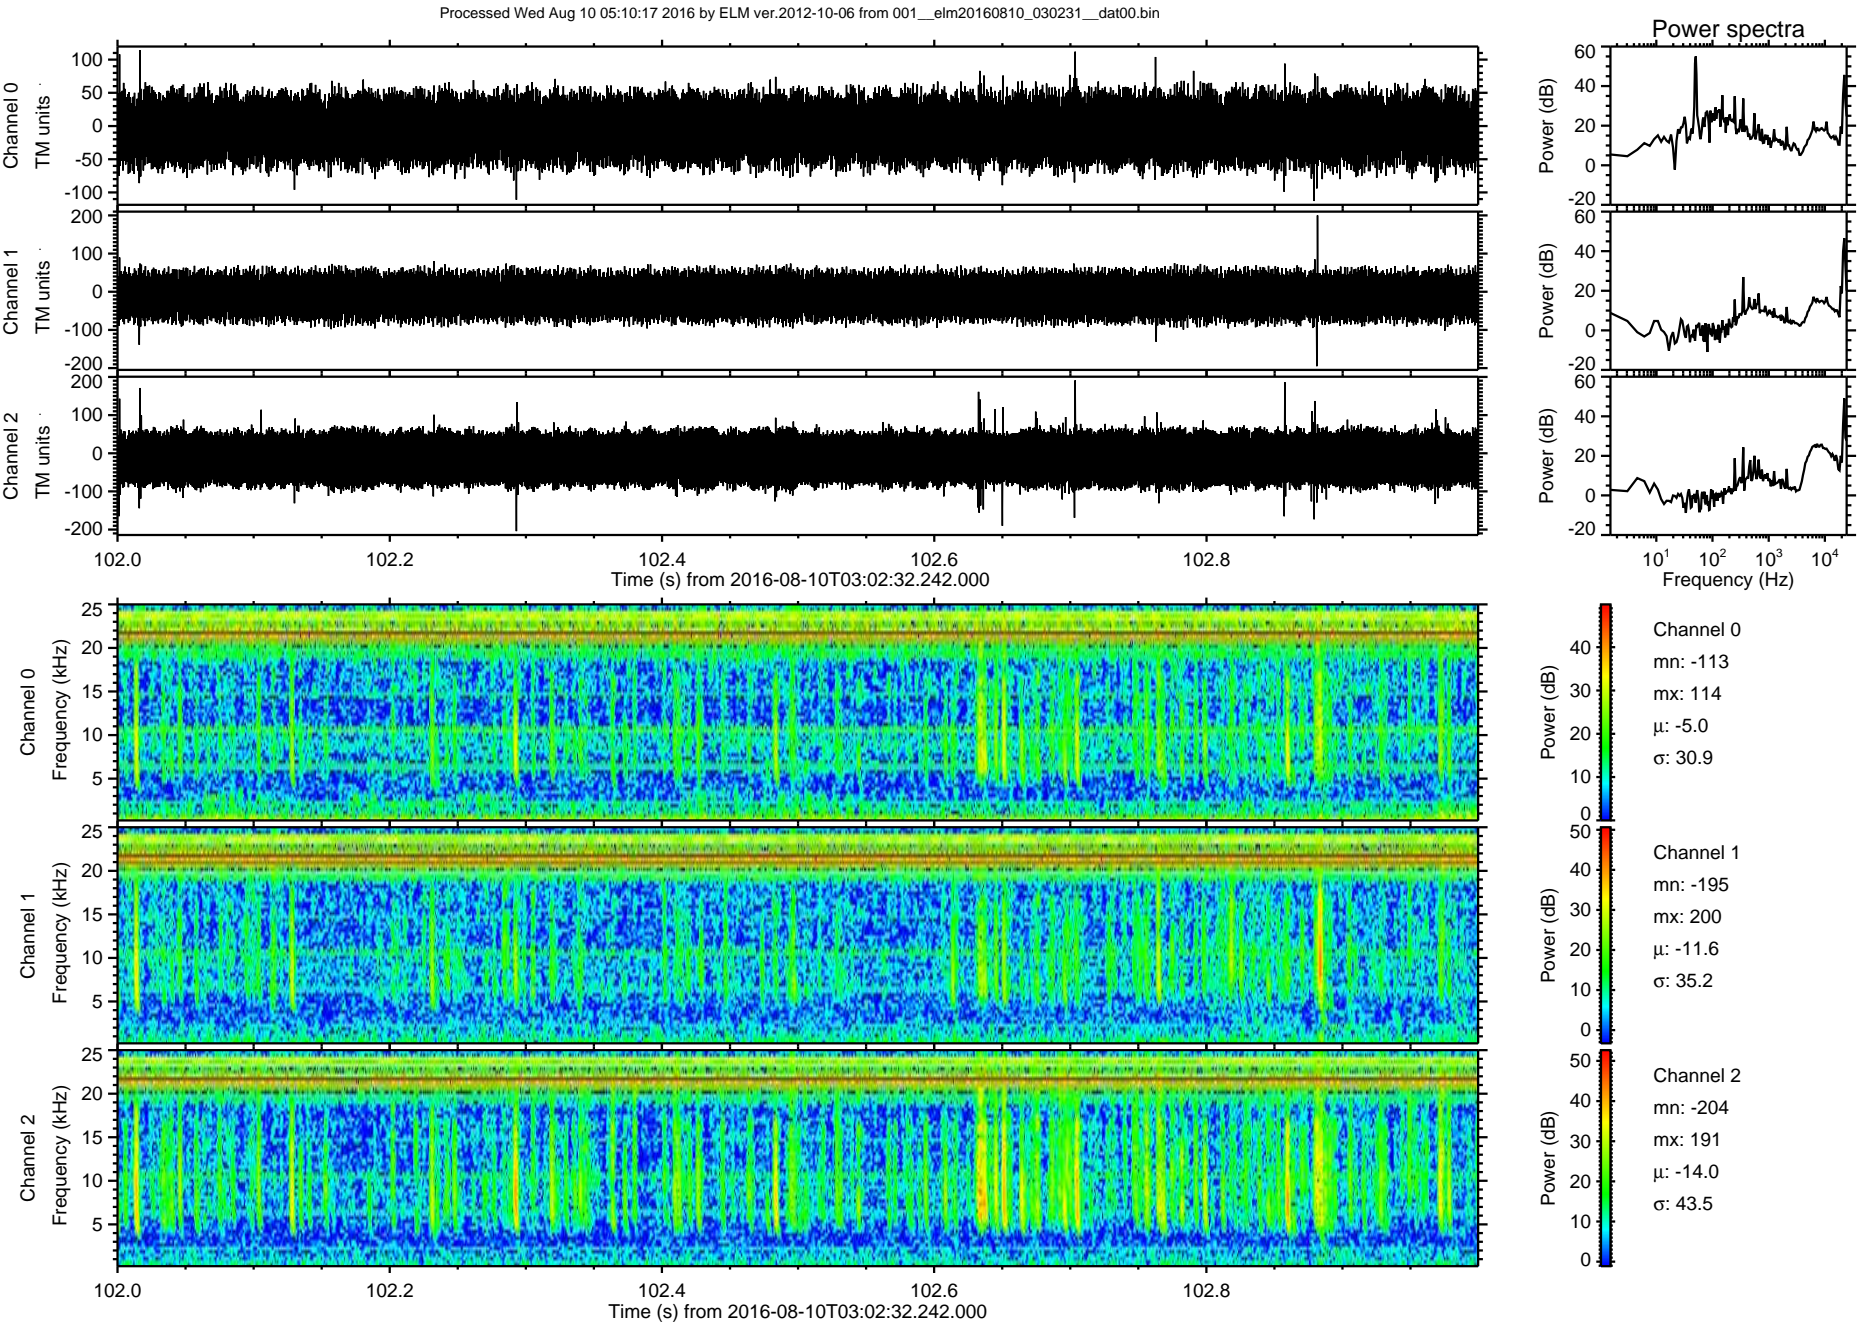 Processed Wed Aug 10 05:10:17 2016 by ELM ver.2012-10-06 from 001__elm20160810_030231__dat00.bin
Power spectra
Channel 0
TM units
100
50
0
-50
-100
Power (dB)
60
40
20
0
-20
Channel 1
TM units
200
100
0
-100
-200
Power (dB)
60
40
20
0
-20
Channel 2
TM units
200
100
0
-100
-200
Power (dB)
60
40
20
0
-20
102.0 102.2 102.4 102.6 102.8
Time (s) from 2016-08-10T03:02:32.242.000
10^1 10^2 10^3 10^4
Frequency (Hz)
Channel 0
Frequency (kHz)
25
20
15
10
5
Power (dB)
40
30
20
10
0
Channel 0
mn: -113
mx: 114
μ: -5.0
σ: 30.9
Channel 1
Frequency (kHz)
25
20
15
10
5
Power (dB)
50
40
30
20
10
0
Channel 1
mn: -195
mx: 200
μ: -11.6
σ: 35.2
Channel 2
Frequency (kHz)
25
20
15
10
5
Power (dB)
50
40
30
20
10
0
Channel 2
mn: -204
mx: 191
μ: -14.0
σ: 43.5
102.0 102.2 102.4 102.6 102.8
Time (s) from 2016-08-10T03:02:32.242.000